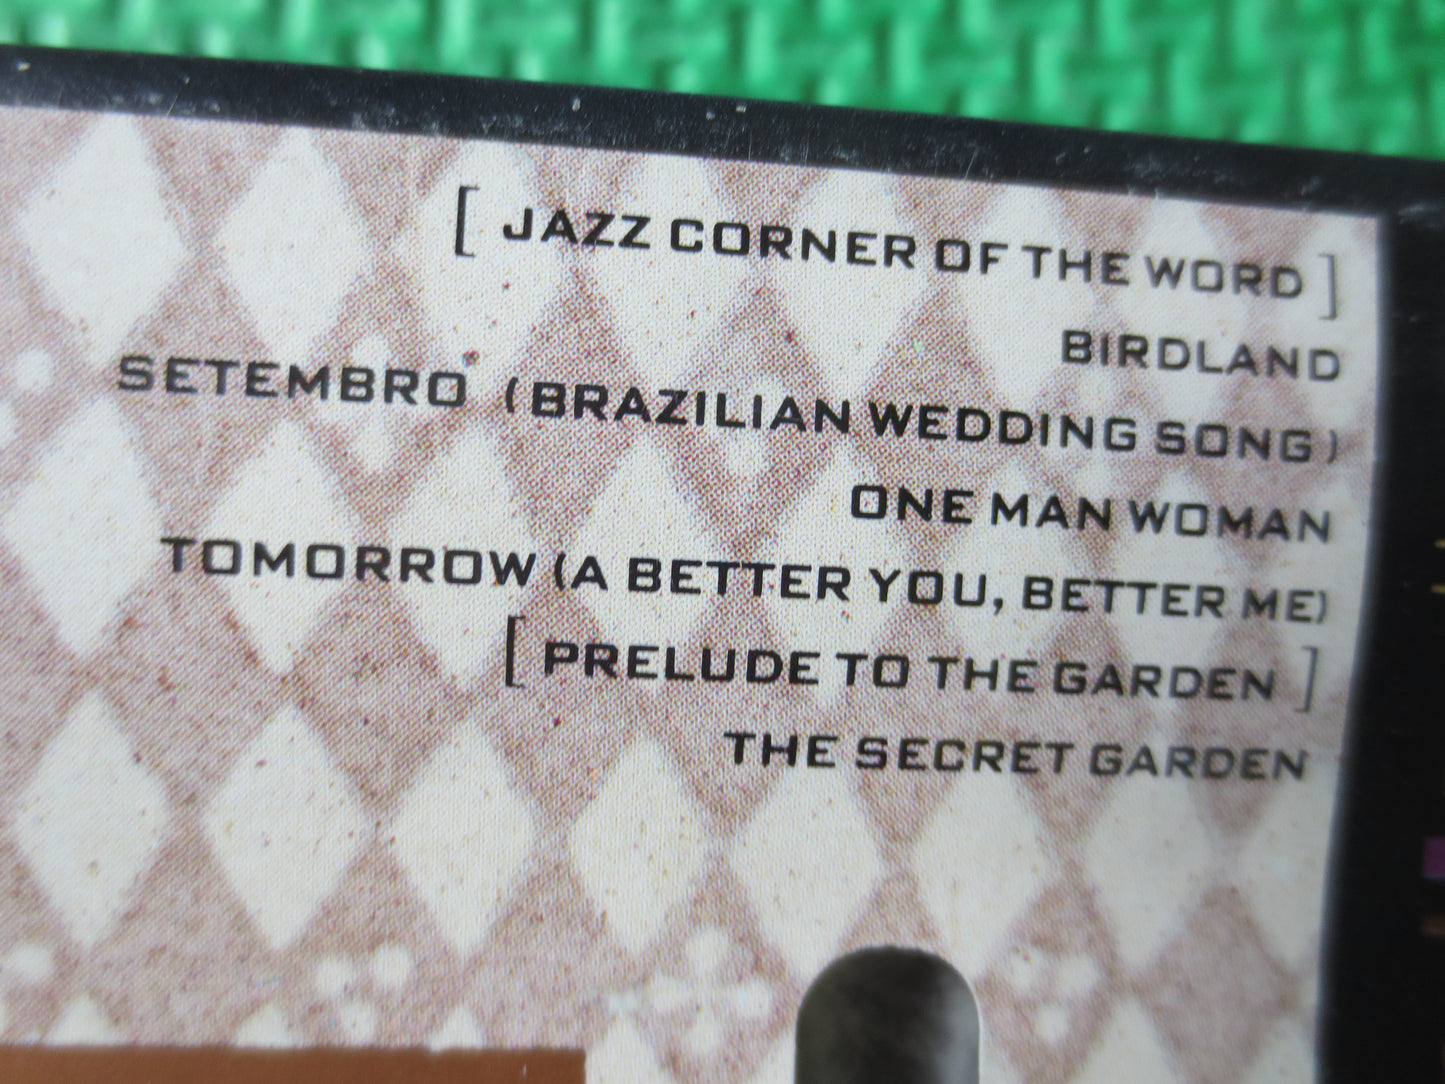 [ JAZZ CORNER OF THE WORD ]
BIRDLAND
SETEMBRO (BRAZILIAN WEDDING SONG)
ONE MAN WOMAN
TOMORROW (A BETTER YOU, BETTER ME)
[ PRELUDE TO THE GARDEN ]
THE SECRET GARDEN